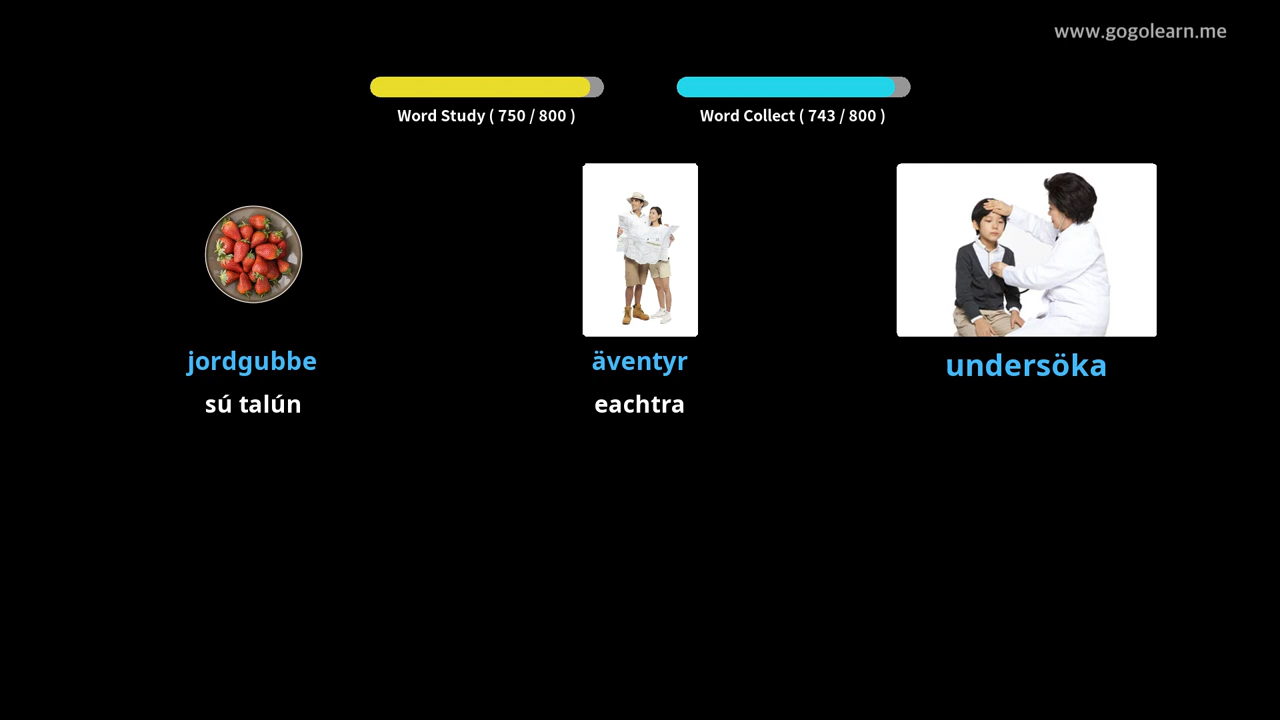 www.gogolearn.me
Word Study ( 750 / 800 )
Word Collect ( 743 / 800 )
jordgubbe
sú talún
äventyr
eachtra
undersöka